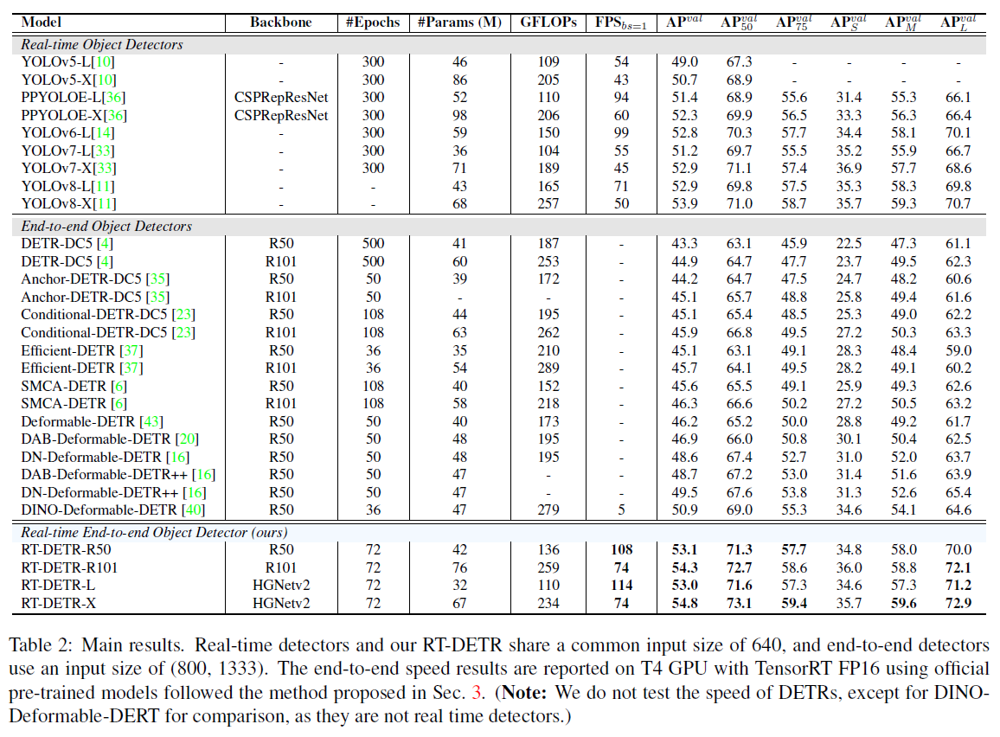 Model Backbone #Epochs #Params (M) GFLOPs FPS_bs=1 AP^val AP^val_50 AP^val_75 AP^val_S AP^val_M AP^val_L
Real-time Object Detectors
YOLOv5-L[10] - 300 46 109 54 49.0 67.3 - - - -
YOLOv5-X[10] - 300 86 205 43 50.7 68.9 - - - -
PPYOLOE-L[36] CSPRepResNet 300 52 110 94 51.4 68.9 55.6 31.4 55.3 66.1
PPYOLOE-X[36] CSPRepResNet 300 98 206 60 52.3 69.9 56.5 33.3 56.3 66.4
YOLOv6-L[14] - 300 59 150 99 52.8 70.3 57.7 34.4 58.1 70.1
YOLOv7-L[33] - 300 36 104 55 51.2 69.7 55.5 35.2 55.9 66.7
YOLOv7-X[33] - 300 71 189 45 52.9 71.1 57.4 36.9 57.7 68.6
YOLOv8-L[11] - - 43 165 71 52.9 69.8 57.5 35.3 58.3 69.8
YOLOv8-X[11] - - 68 257 50 53.9 71.0 58.7 35.7 59.3 70.7
End-to-end Object Detectors
DETR-DC5 [4] R50 500 41 187 - 43.3 63.1 45.9 22.5 47.3 61.1
DETR-DC5 [4] R101 500 60 253 - 44.9 64.7 47.7 23.7 49.5 62.3
Anchor-DETR-DC5 [35] R50 50 39 172 - 44.2 64.7 47.5 24.7 48.2 60.6
Anchor-DETR-DC5 [35] R101 50 - - - 45.1 65.7 48.8 25.8 49.4 61.6
Conditional-DETR-DC5 [23] R50 108 44 195 - 45.1 65.4 48.5 25.3 49.0 62.2
Conditional-DETR-DC5 [23] R101 108 63 262 - 45.9 66.8 49.5 27.2 50.3 63.3
Efficient-DETR [37] R50 36 35 210 - 45.1 63.1 49.1 28.3 48.4 59.0
Efficient-DETR [37] R101 36 54 289 - 45.7 64.1 49.5 28.2 49.1 60.2
SMCA-DETR [6] R50 108 40 152 - 45.6 65.5 49.1 25.9 49.3 62.6
SMCA-DETR [6] R101 108 58 218 - 46.3 66.6 50.2 27.2 50.5 63.2
Deformable-DETR [43] R50 50 40 173 - 46.2 65.2 50.0 28.8 49.2 61.7
DAB-Deformable-DETR [20] R50 50 48 195 - 46.9 66.0 50.8 30.1 50.4 62.5
DN-Deformable-DETR [16] R50 50 48 195 - 48.6 67.4 52.7 31.0 52.0 63.7
DAB-Deformable-DETR++ [16] R50 50 47 - - 48.7 67.2 53.0 31.4 51.6 63.9
DN-Deformable-DETR++ [16] R50 50 47 - - 49.5 67.6 53.8 31.3 52.6 65.4
DINO-Deformable-DETR [40] R50 36 47 279 5 50.9 69.0 55.3 34.6 54.1 64.6
Real-time End-to-end Object Detector (ours)
RT-DETR-R50 R50 72 42 136 108 53.1 71.3 57.7 34.8 58.0 70.0
RT-DETR-R101 R101 72 76 259 74 54.3 72.7 58.6 36.0 58.8 72.1
RT-DETR-L HGNetv2 72 32 110 114 53.0 71.6 57.3 34.6 57.3 71.2
RT-DETR-X HGNetv2 72 67 234 74 54.8 73.1 59.4 35.7 59.6 72.9
Table 2: Main results. Real-time detectors and our RT-DETR share a common input size of 640, and end-to-end detectors
use an input size of (800, 1333). The end-to-end speed results are reported on T4 GPU with TensorRT FP16 using official
pre-trained models followed the method proposed in Sec. 3. (Note: We do not test the speed of DETRs, except for DINO-
Deformable-DERT for comparison, as they are not real time detectors.)